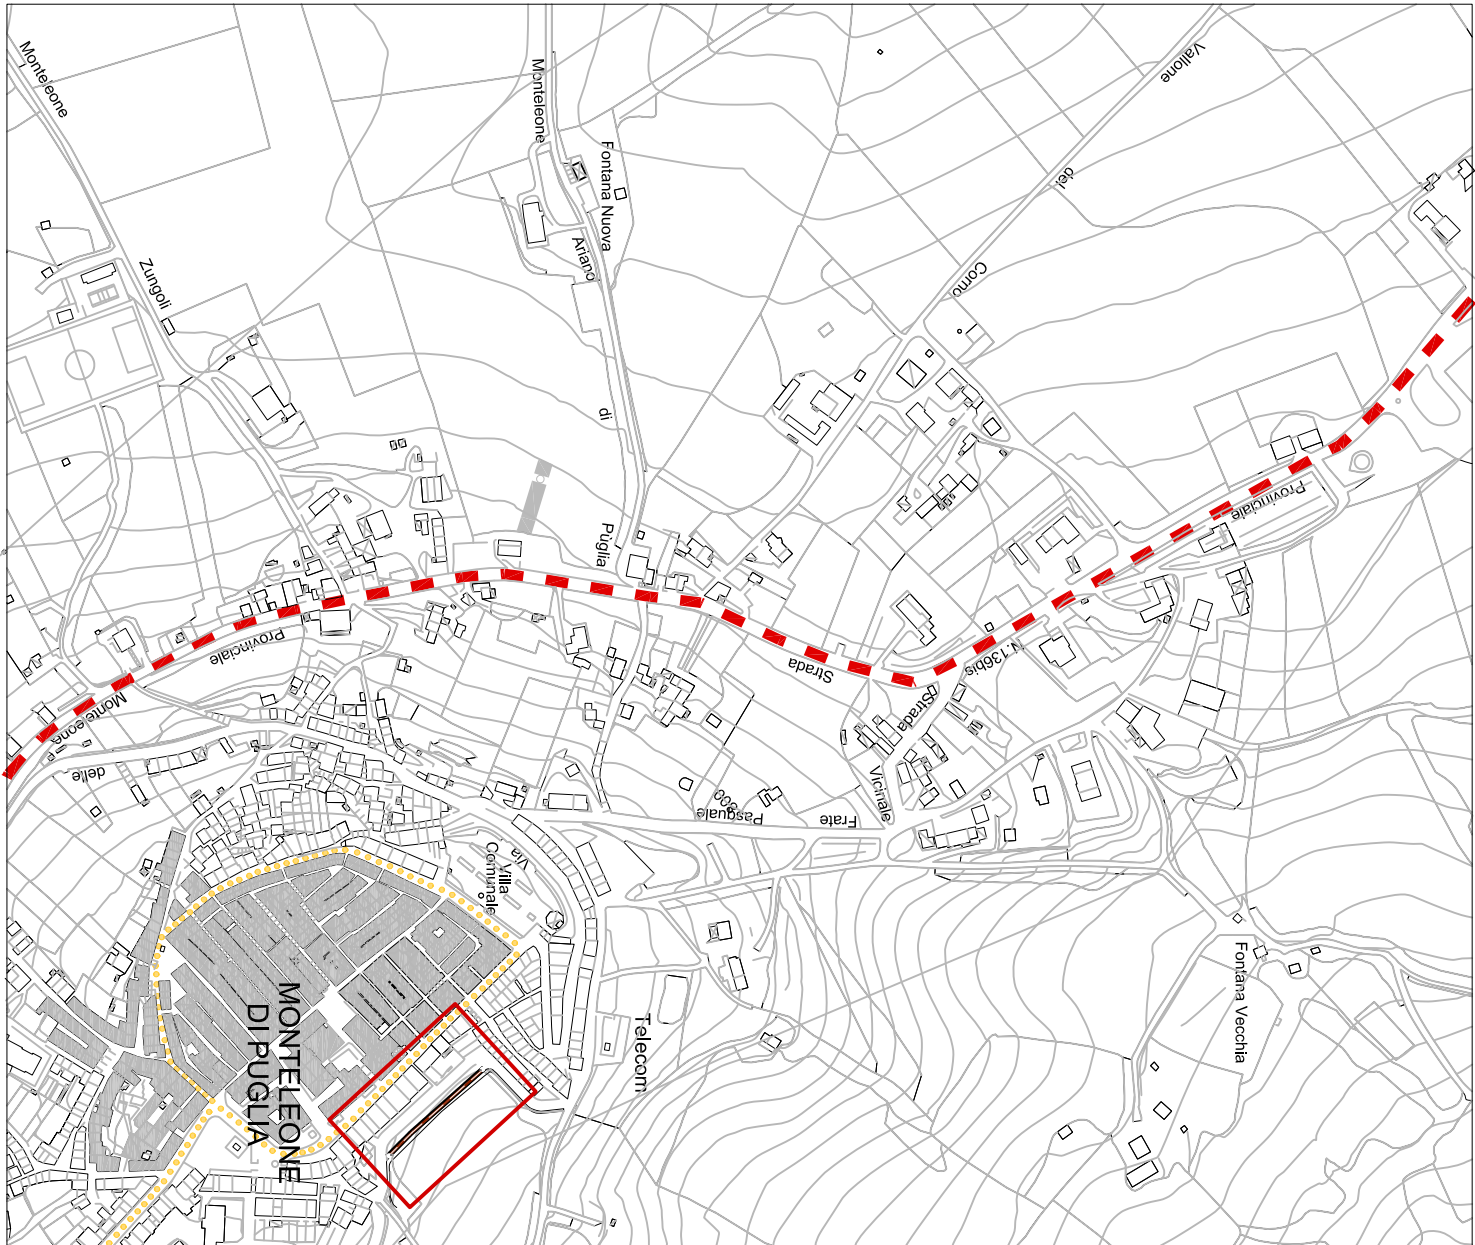 Monteleone
Zungoli
Monteleone
Fontana Nuova
Ariano
di
Puglia
Vallone
del
Corno
Provinciale
N.136bis
Strada
Strada
Vicinale
Frate
Pasquale
800
Provinciale
Monteleone
delle
Via
Villa
Comunale
Telecom
Fontana Vecchia
MONTELEONE
DI PUGLIA